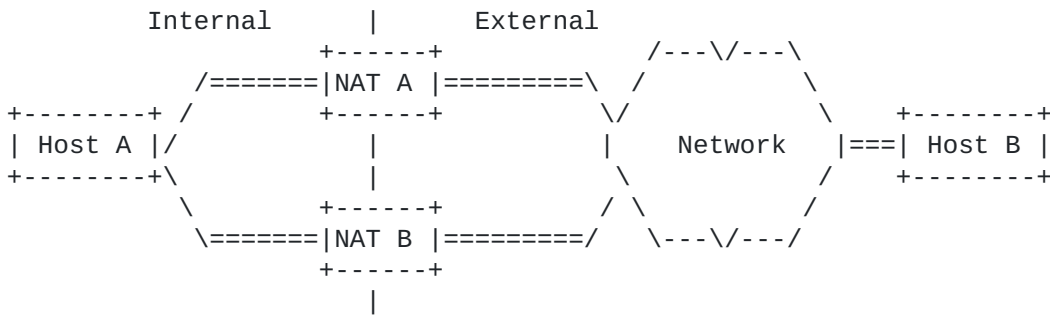 Internal | External
+------+ /---\/---\
/=======|NAT A |=========\ / \
+--------+ / +------+ \/ \ +--------+
| Host A |/ | | Network |===| Host B |
+--------+\ | \ / +--------+
\ +------+ / \ /
\=======|NAT B |=========/ \---\/---/
+------+
|